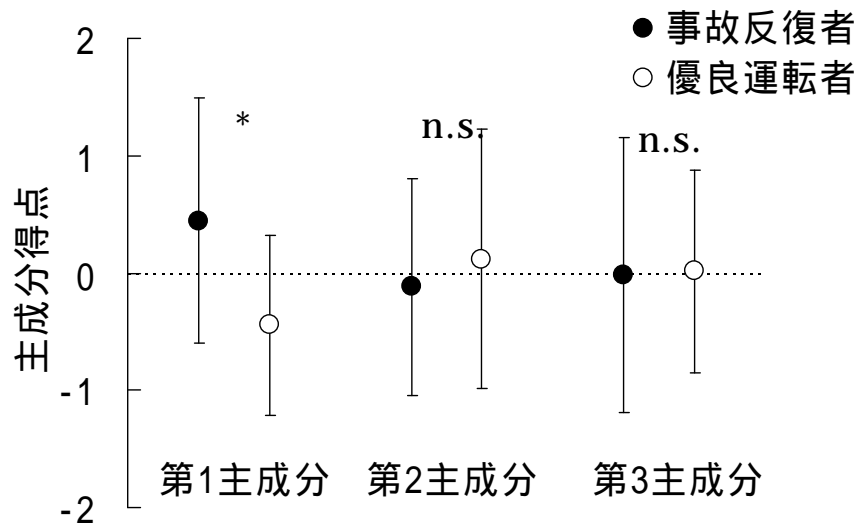 ● 事故反復者
○ 優良運転者
主成分得点
2
1
0
-1
-2
*
n.s.
n.s.
第1主成分
第2主成分
第3主成分